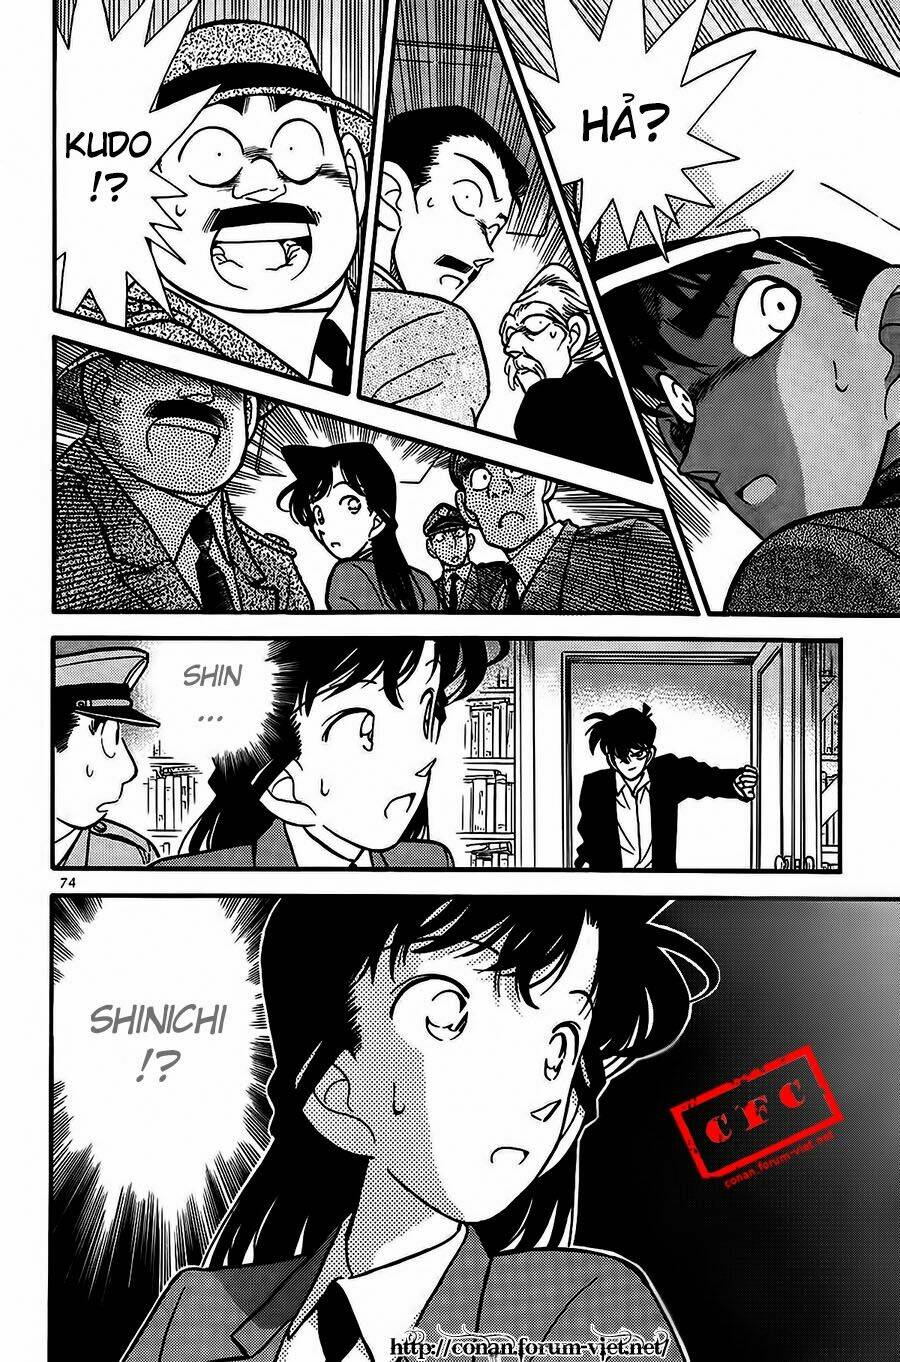 HẢ?
KUDO
!?
SHIN
...
74
SHINICHI
!?
CFC
conan.forum-viet.net
http://conan.forum-viet.net/